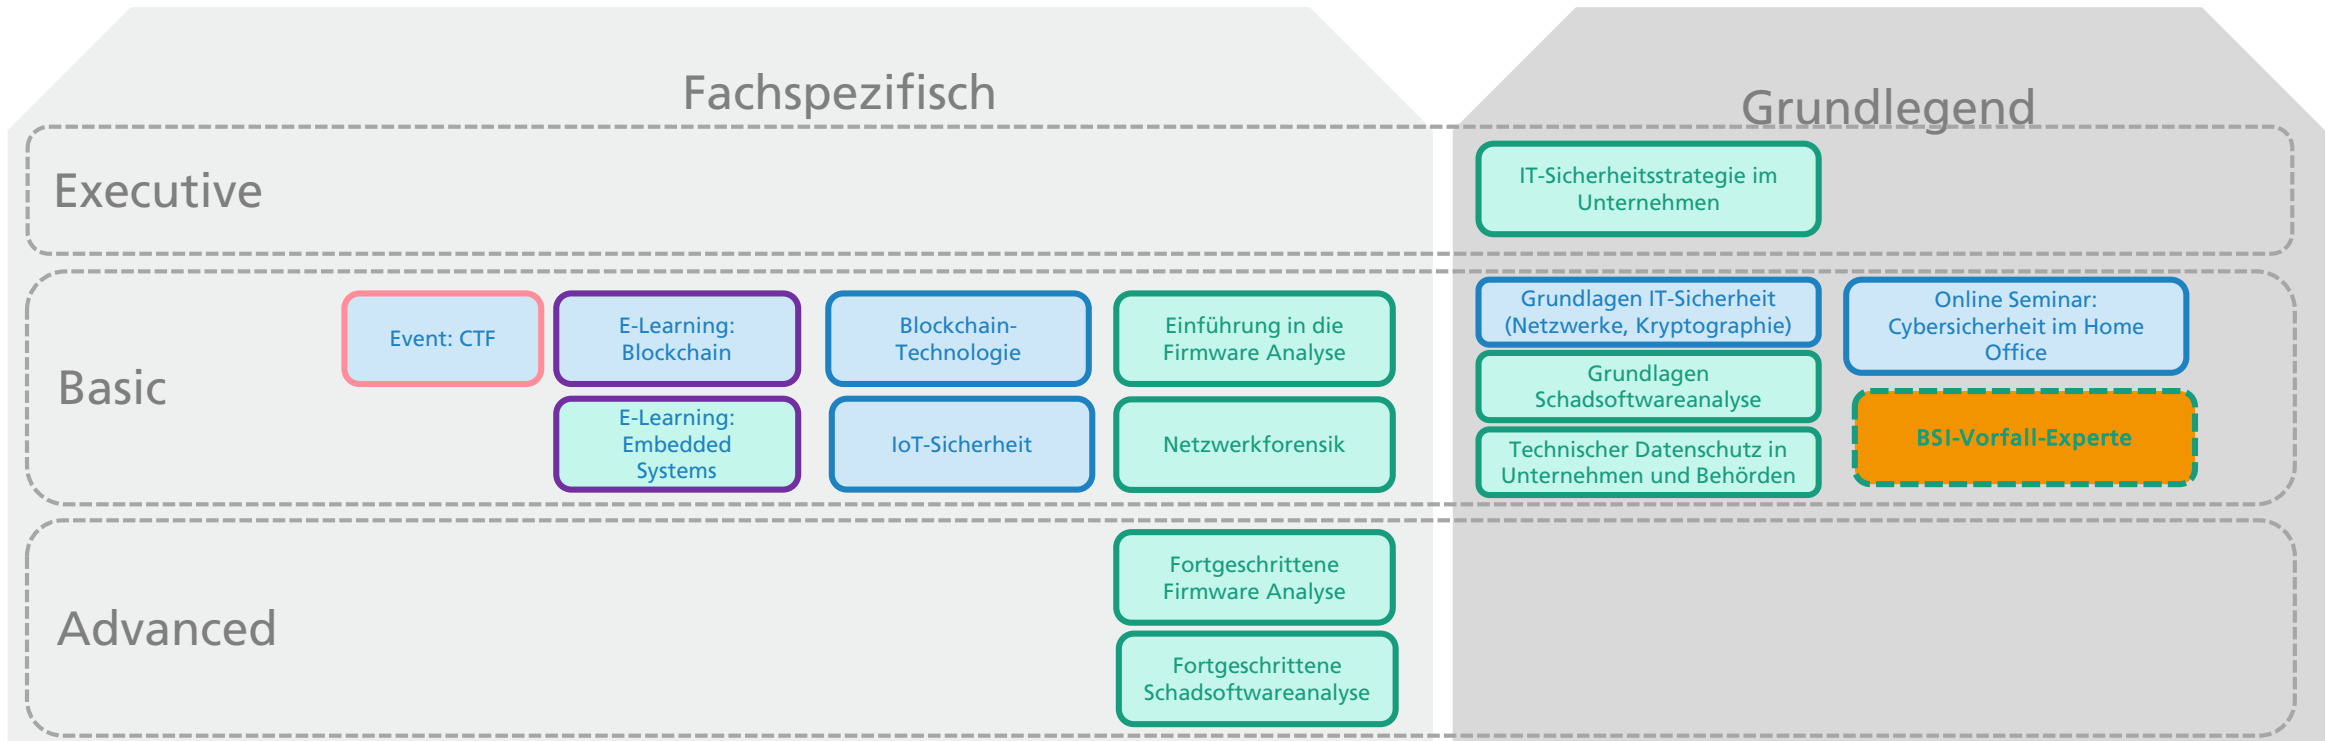 Fachspezifisch
Grundlegend
Executive
IT-Sicherheitsstrategie im
Unternehmen
Basic
Event: CTF
E-Learning:
Blockchain
Blockchain-
Technologie
Einführung in die
Firmware Analyse
E-Learning:
Embedded
Systems
IoT-Sicherheit
Netzwerkforensik
Grundlagen IT-Sicherheit
(Netzwerke, Kryptographie)
Online Seminar:
Cybersicherheit im Home
Office
Grundlagen
Schadsoftwareanalyse
BSI-Vorfall-Experte
Technischer Datenschutz in
Unternehmen und Behörden
Advanced
Fortgeschrittene
Firmware Analyse
Fortgeschrittene
Schadsoftwareanalyse